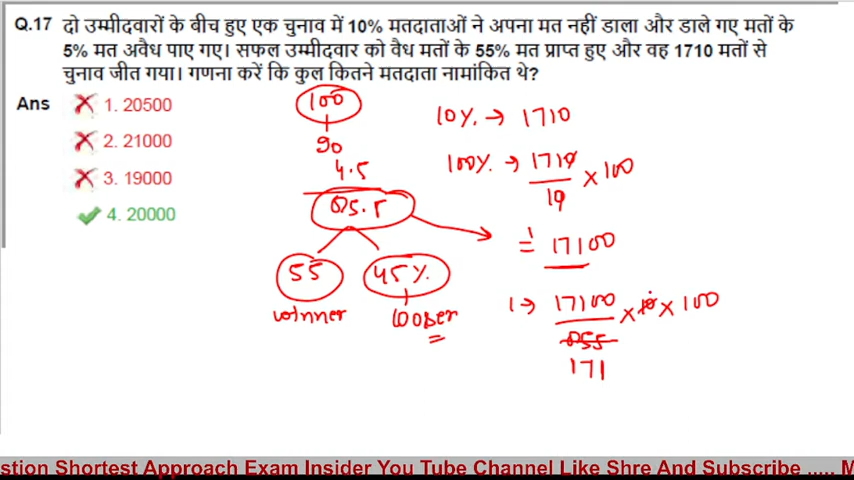 Q.17 दो उम्मीदवारों के बीच हुए एक चुनाव में 10% मतदाताओं ने अपना मत नहीं डाला और डाले गए मतों के
5% मत अवैध पाए गए। सफल उम्मीदवार को वैध मतों के 55% मत प्राप्त हुए और वह 1710 मतों से
चुनाव जीत गया। गणना करें कि कुल कितने मतदाता नामांकित थे?
Ans
1. 20500
2. 21000
3. 19000
4. 20000
100
90
4.5
85.5
55 45%
winner looser
10% → 1710
100% → 1710/10 × 100
= 17100
1 → 17100/855 × 10 × 100
171
estion Shortest Approach Exam Insider You Tube Channel Like Shre And Subscribe ..... M